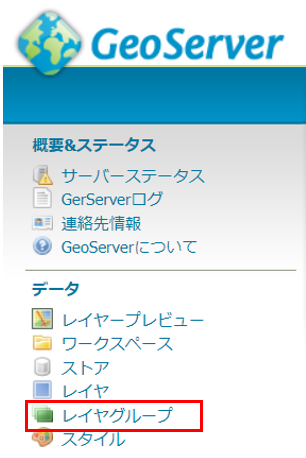 GeoServer
概要&ステータス
サーバーステータス
GerServerログ
連絡先情報
GeoServerについて
データ
レイヤープレビュー
ワークスペース
ストア
レイヤ
レイヤグループ
スタイル